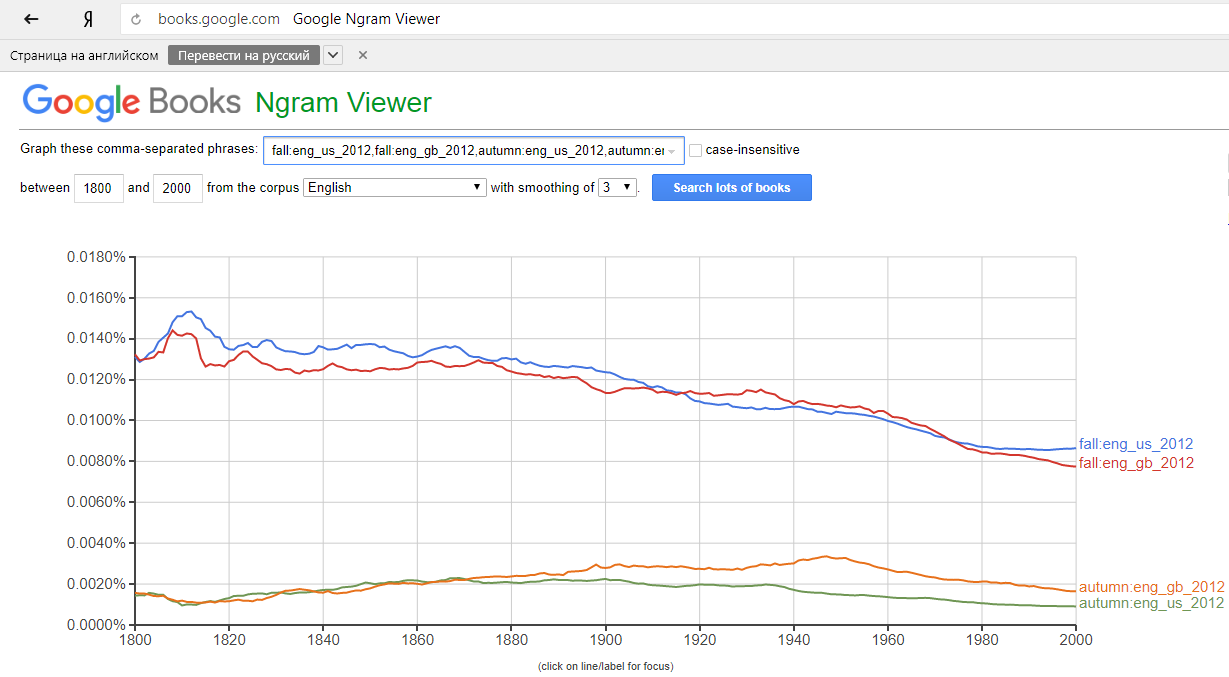 Я books.google.com Google Ngram Viewer
Страница на английском Перевести на русский
Google Books Ngram Viewer
Graph these comma-separated phrases: fall:eng_us_2012,fall:eng_gb_2012,autumn:eng_us_2012,autumn:e case-insensitive
between 1800 and 2000 from the corpus English with smoothing of 3 . Search lots of books
0.0180%
0.0160%
0.0140%
0.0120%
0.0100%
0.0080%
0.0060%
0.0040%
0.0020%
0.0000%
fall:eng_us_2012
fall:eng_gb_2012
autumn:eng_gb_2012
autumn:eng_us_2012
1800 1820 1840 1860 1880 1900 1920 1940 1960 1980 2000
(click on line/label for focus)